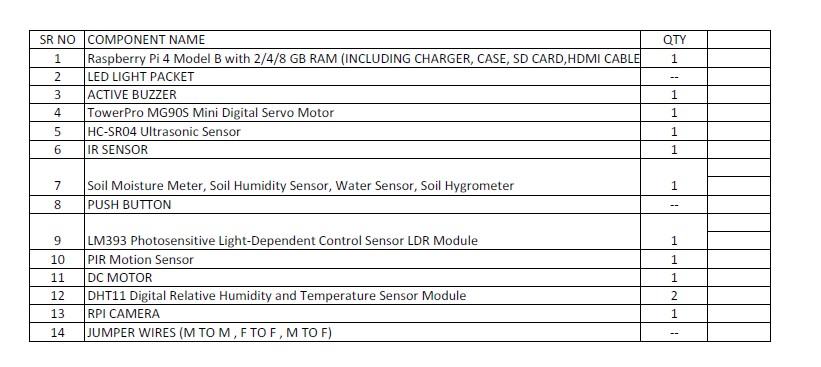 SR NO COMPONENT NAME QTY
1 Raspberry Pi 4 Model B with 2/4/8 GB RAM (INCLUDING CHARGER, CASE, SD CARD,HDMI CABLE 1
2 LED LIGHT PACKET --
3 ACTIVE BUZZER 1
4 TowerPro MG90S Mini Digital Servo Motor 1
5 HC-SR04 Ultrasonic Sensor 1
6 IR SENSOR 1
7 Soil Moisture Meter, Soil Humidity Sensor, Water Sensor, Soil Hygrometer 1
8 PUSH BUTTON --
9 LM393 Photosensitive Light-Dependent Control Sensor LDR Module 1
10 PIR Motion Sensor 1
11 DC MOTOR 1
12 DHT11 Digital Relative Humidity and Temperature Sensor Module 2
13 RPI CAMERA 1
14 JUMPER WIRES (M TO M , F TO F , M TO F) --